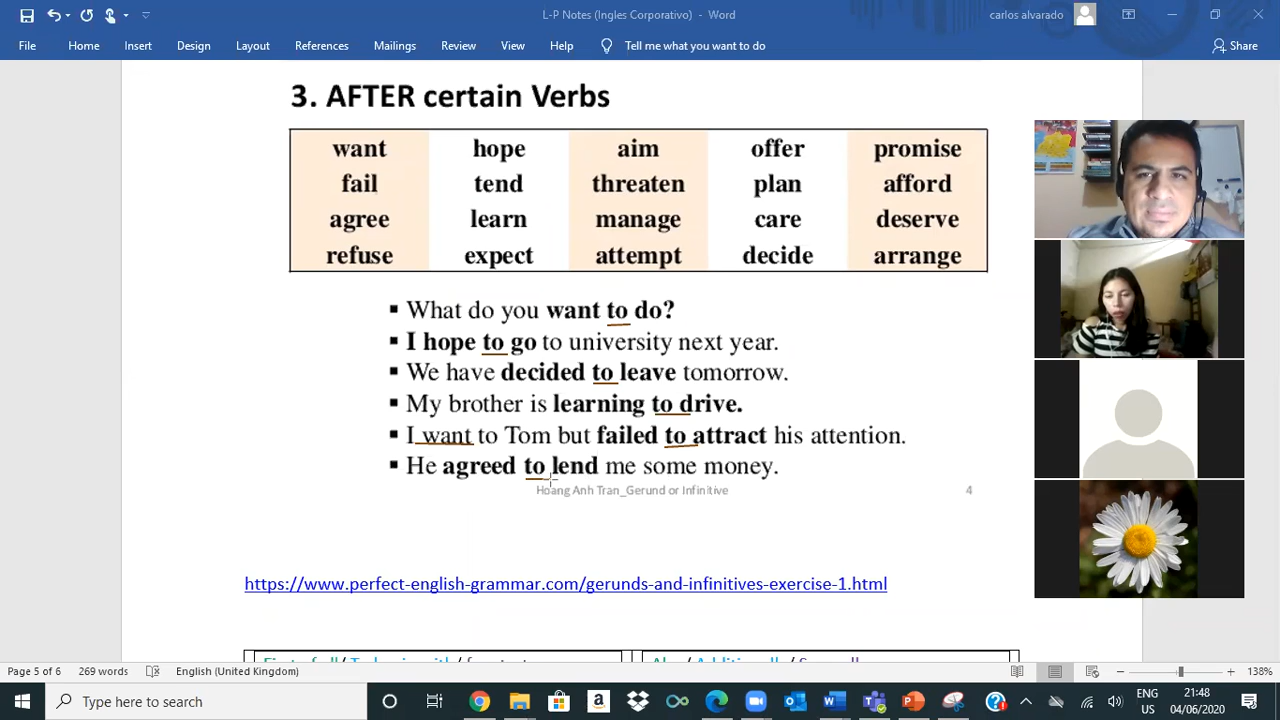 L-P Notes (Ingles Corporativo) - Word
carlos alvarado
File Home Insert Design Layout References Mailings Review View Help Tell me what you want to do Share
3. AFTER certain Verbs
want hope aim offer promise
fail tend threaten plan afford
agree learn manage care deserve
refuse expect attempt decide arrange
▪ What do you want to do?
▪ I hope to go to university next year.
▪ We have decided to leave tomorrow.
▪ My brother is learning to drive.
▪ I want to Tom but failed to attract his attention.
▪ He agreed to lend me some money.
Hoang Anh Tran_Gerund or Infinitive 4
https://www.perfect-english-grammar.com/gerunds-and-infinitives-exercise-1.html
Page 5 of 6 269 words English (United Kingdom) 138%
Type here to search
ENG 21:48
US 04/06/2020